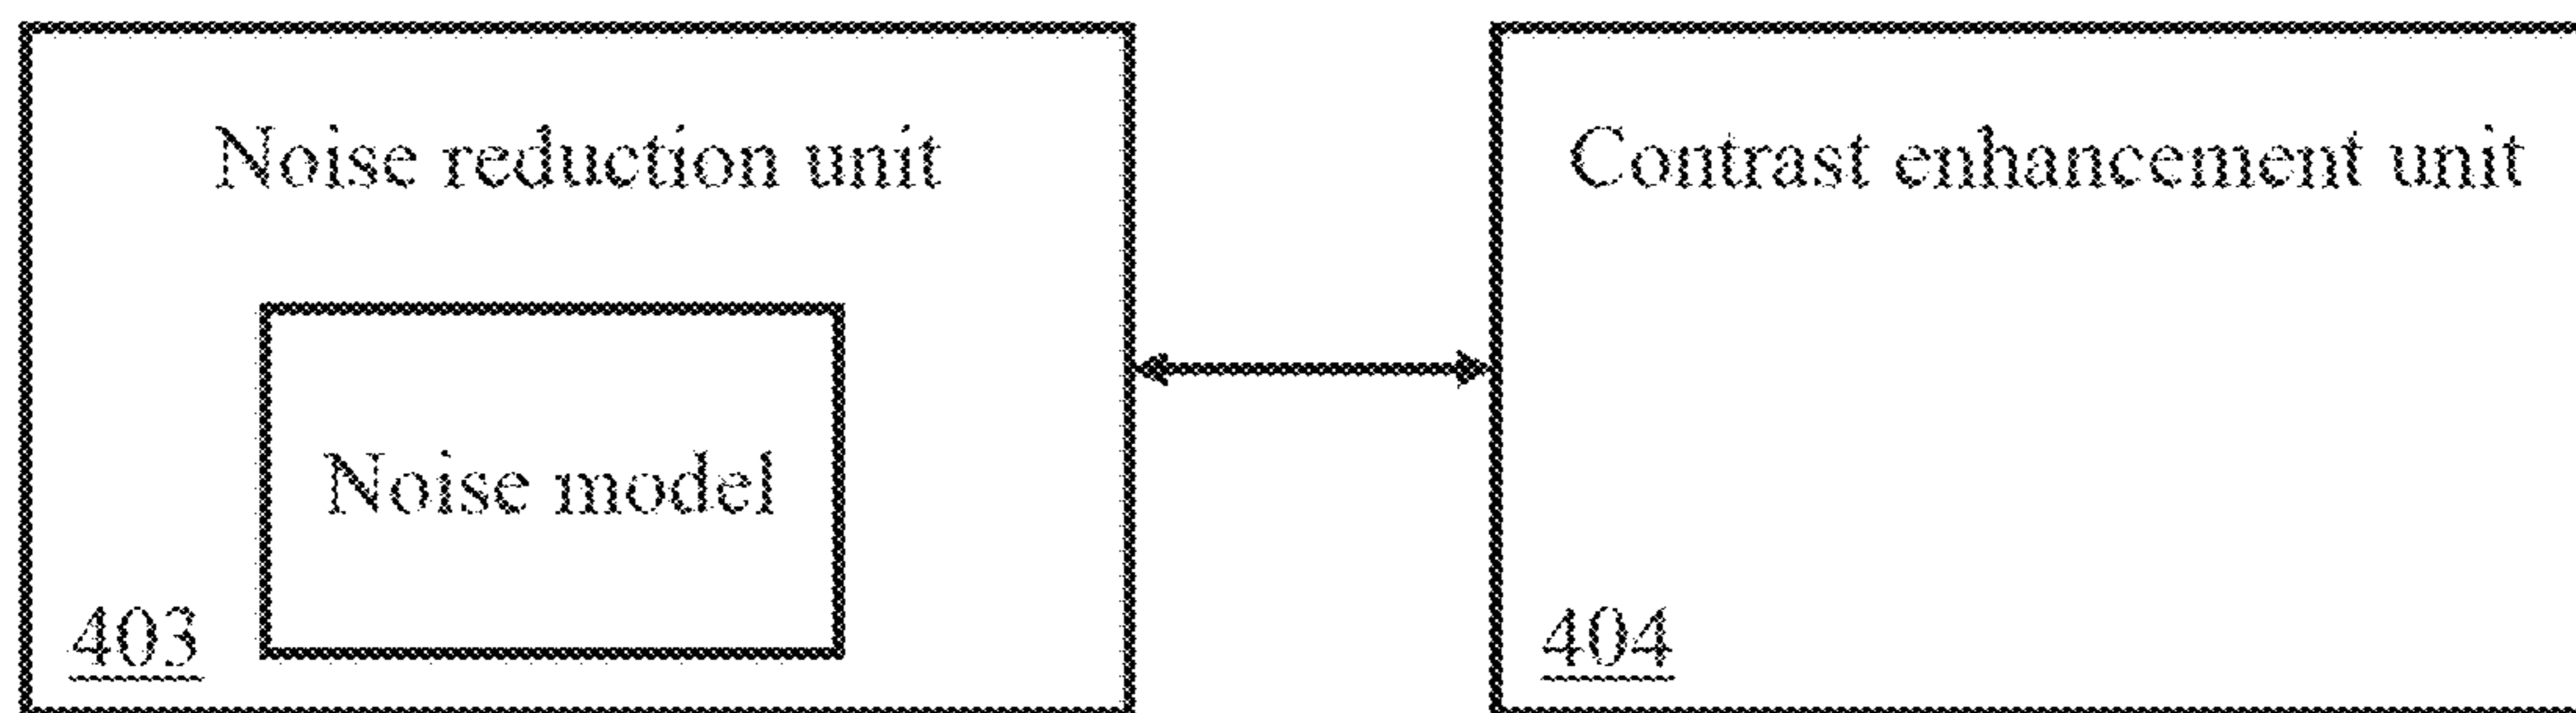 Noise reduction unit
Noise model
403
Contrast enhancement unit
404